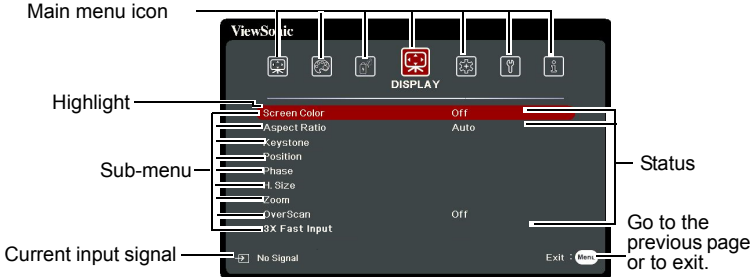 Main menu icon
ViewSonic
DISPLAY
Highlight
Screen Color Off
Aspect Ratio Auto
Keystone
Position
Sub-menu
Phase
Status
H. Size
Zoom
OverScan Off
3X Fast Input
Go to the
previous page
or to exit.
Current input signal
No Signal
Exit : Menu